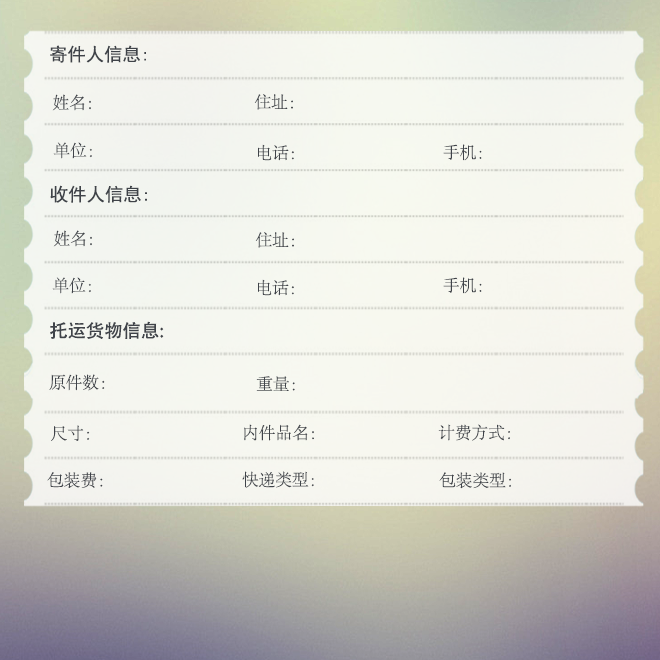 寄件人信息:
姓名: 住址:
单位: 电话: 手机:
收件人信息:
姓名: 住址:
单位: 电话: 手机:
托运货物信息:
原件数: 重量:
尺寸: 内件品名: 计费方式:
包装费: 快递类型: 包装类型: